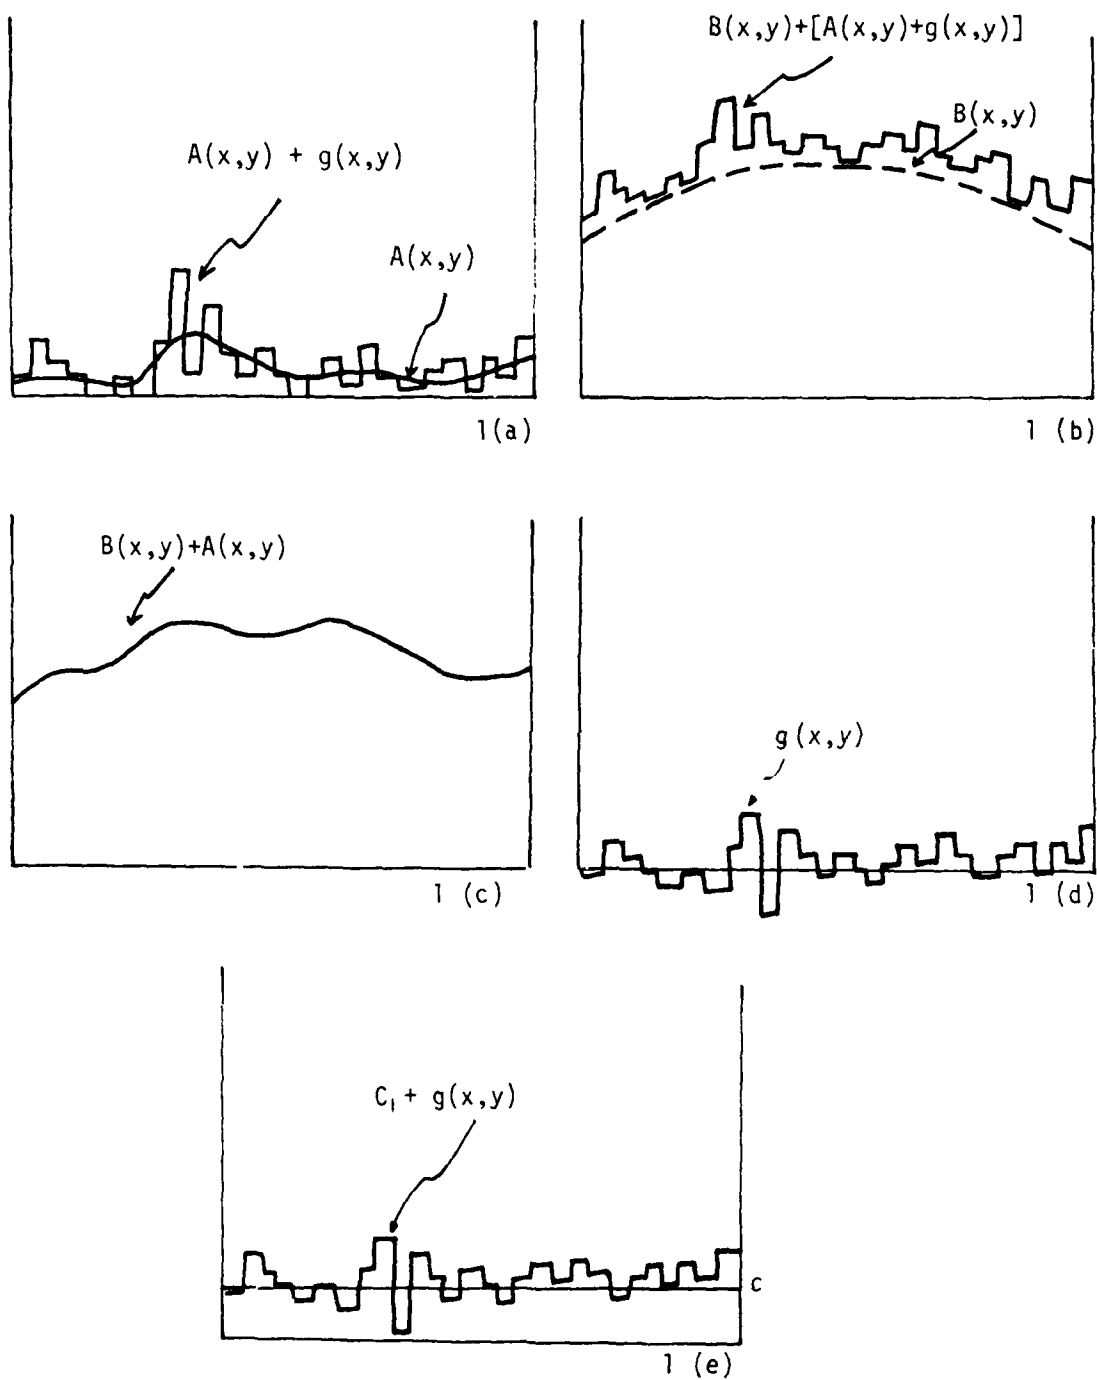 A(x,y) + g(x,y)
A(x,y)
1(a)
B(x,y)+[A(x,y)+g(x,y)]
B(x,y)
1 (b)
B(x,y)+A(x,y)
1 (c)
g(x,y)
1 (d)
C₁ + g(x,y)
C
1 (e)